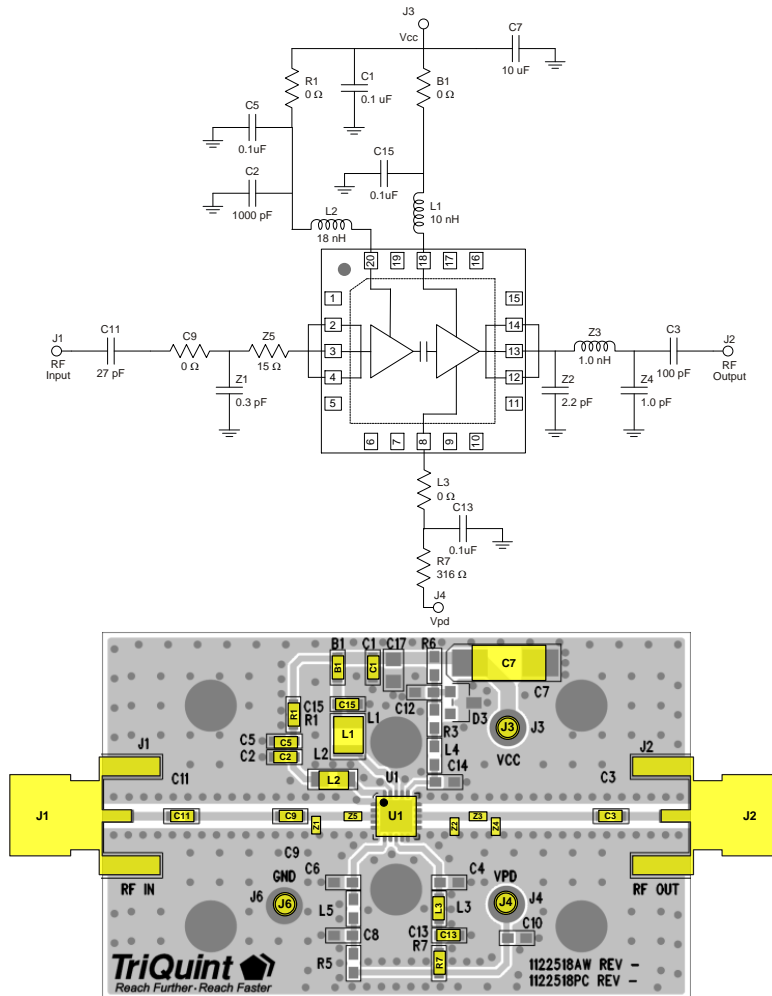 J3
Vcc
C7
10 uF
R1
0 Ω
C1
0.1 uF
B1
0 Ω
C5
0.1uF
C15
0.1uF
C2
1000 pF
L1
10 nH
L2
18 nH
20
19
18
17
16
1
2
3
4
5
15
14
13
12
11
6
7
8
9
10
J1
RF
Input
C11
27 pF
C9
0 Ω
Z5
15 Ω
Z1
0.3 pF
Z3
1.0 nH
C3
100 pF
J2
RF
Output
Z2
2.2 pF
Z4
1.0 pF
L3
0 Ω
C13
0.1uF
R7
316 Ω
J4
Vpd
B1 C1 C17 R6
B1
C1
C7
C7
C12
D3
J3
J3
VCC
R3
L4
C14
C15
C15
R1
R1
L1
L1
C5
C5
C2
C2
L2
L2
U1
U1
J1
J1
C11
C11
C9
C9
Z1
Z5
Z2
Z3
Z4
C3
C3
J2
J2
RF IN
GND
J6
J6
C6
L5
C8
R5
C4
L3
L3
C13
C13
R7
R7
VPD
J4
J4
C10
RF OUT
TriQuint
Reach Further - Reach Faster
1122518AW REV -
1122518PC REV -